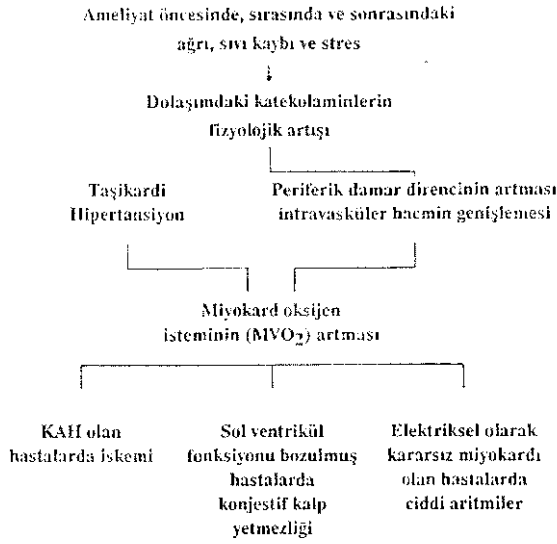 Ameliyat öncesinde, sırasında ve sonrasındaki
ağrı, sıvı kaybı ve stres
Dolaşımdaki katekolaminlerin
fizyolojik artışı
Taşikardi
Hipertansiyon
Periferik damar direncinin artması
intravasküler hacmin genişlemesi
Miyokard oksijen
isteminin (MVO2) artması
KAH olan
hastalarda iskemi
Sol ventrikül
fonksiyonu bozulmuş
hastalarda
konjestif kalp
yetmezliği
Elektriksel olarak
kararsız miyokardı
olan hastalarda
ciddi aritmiler